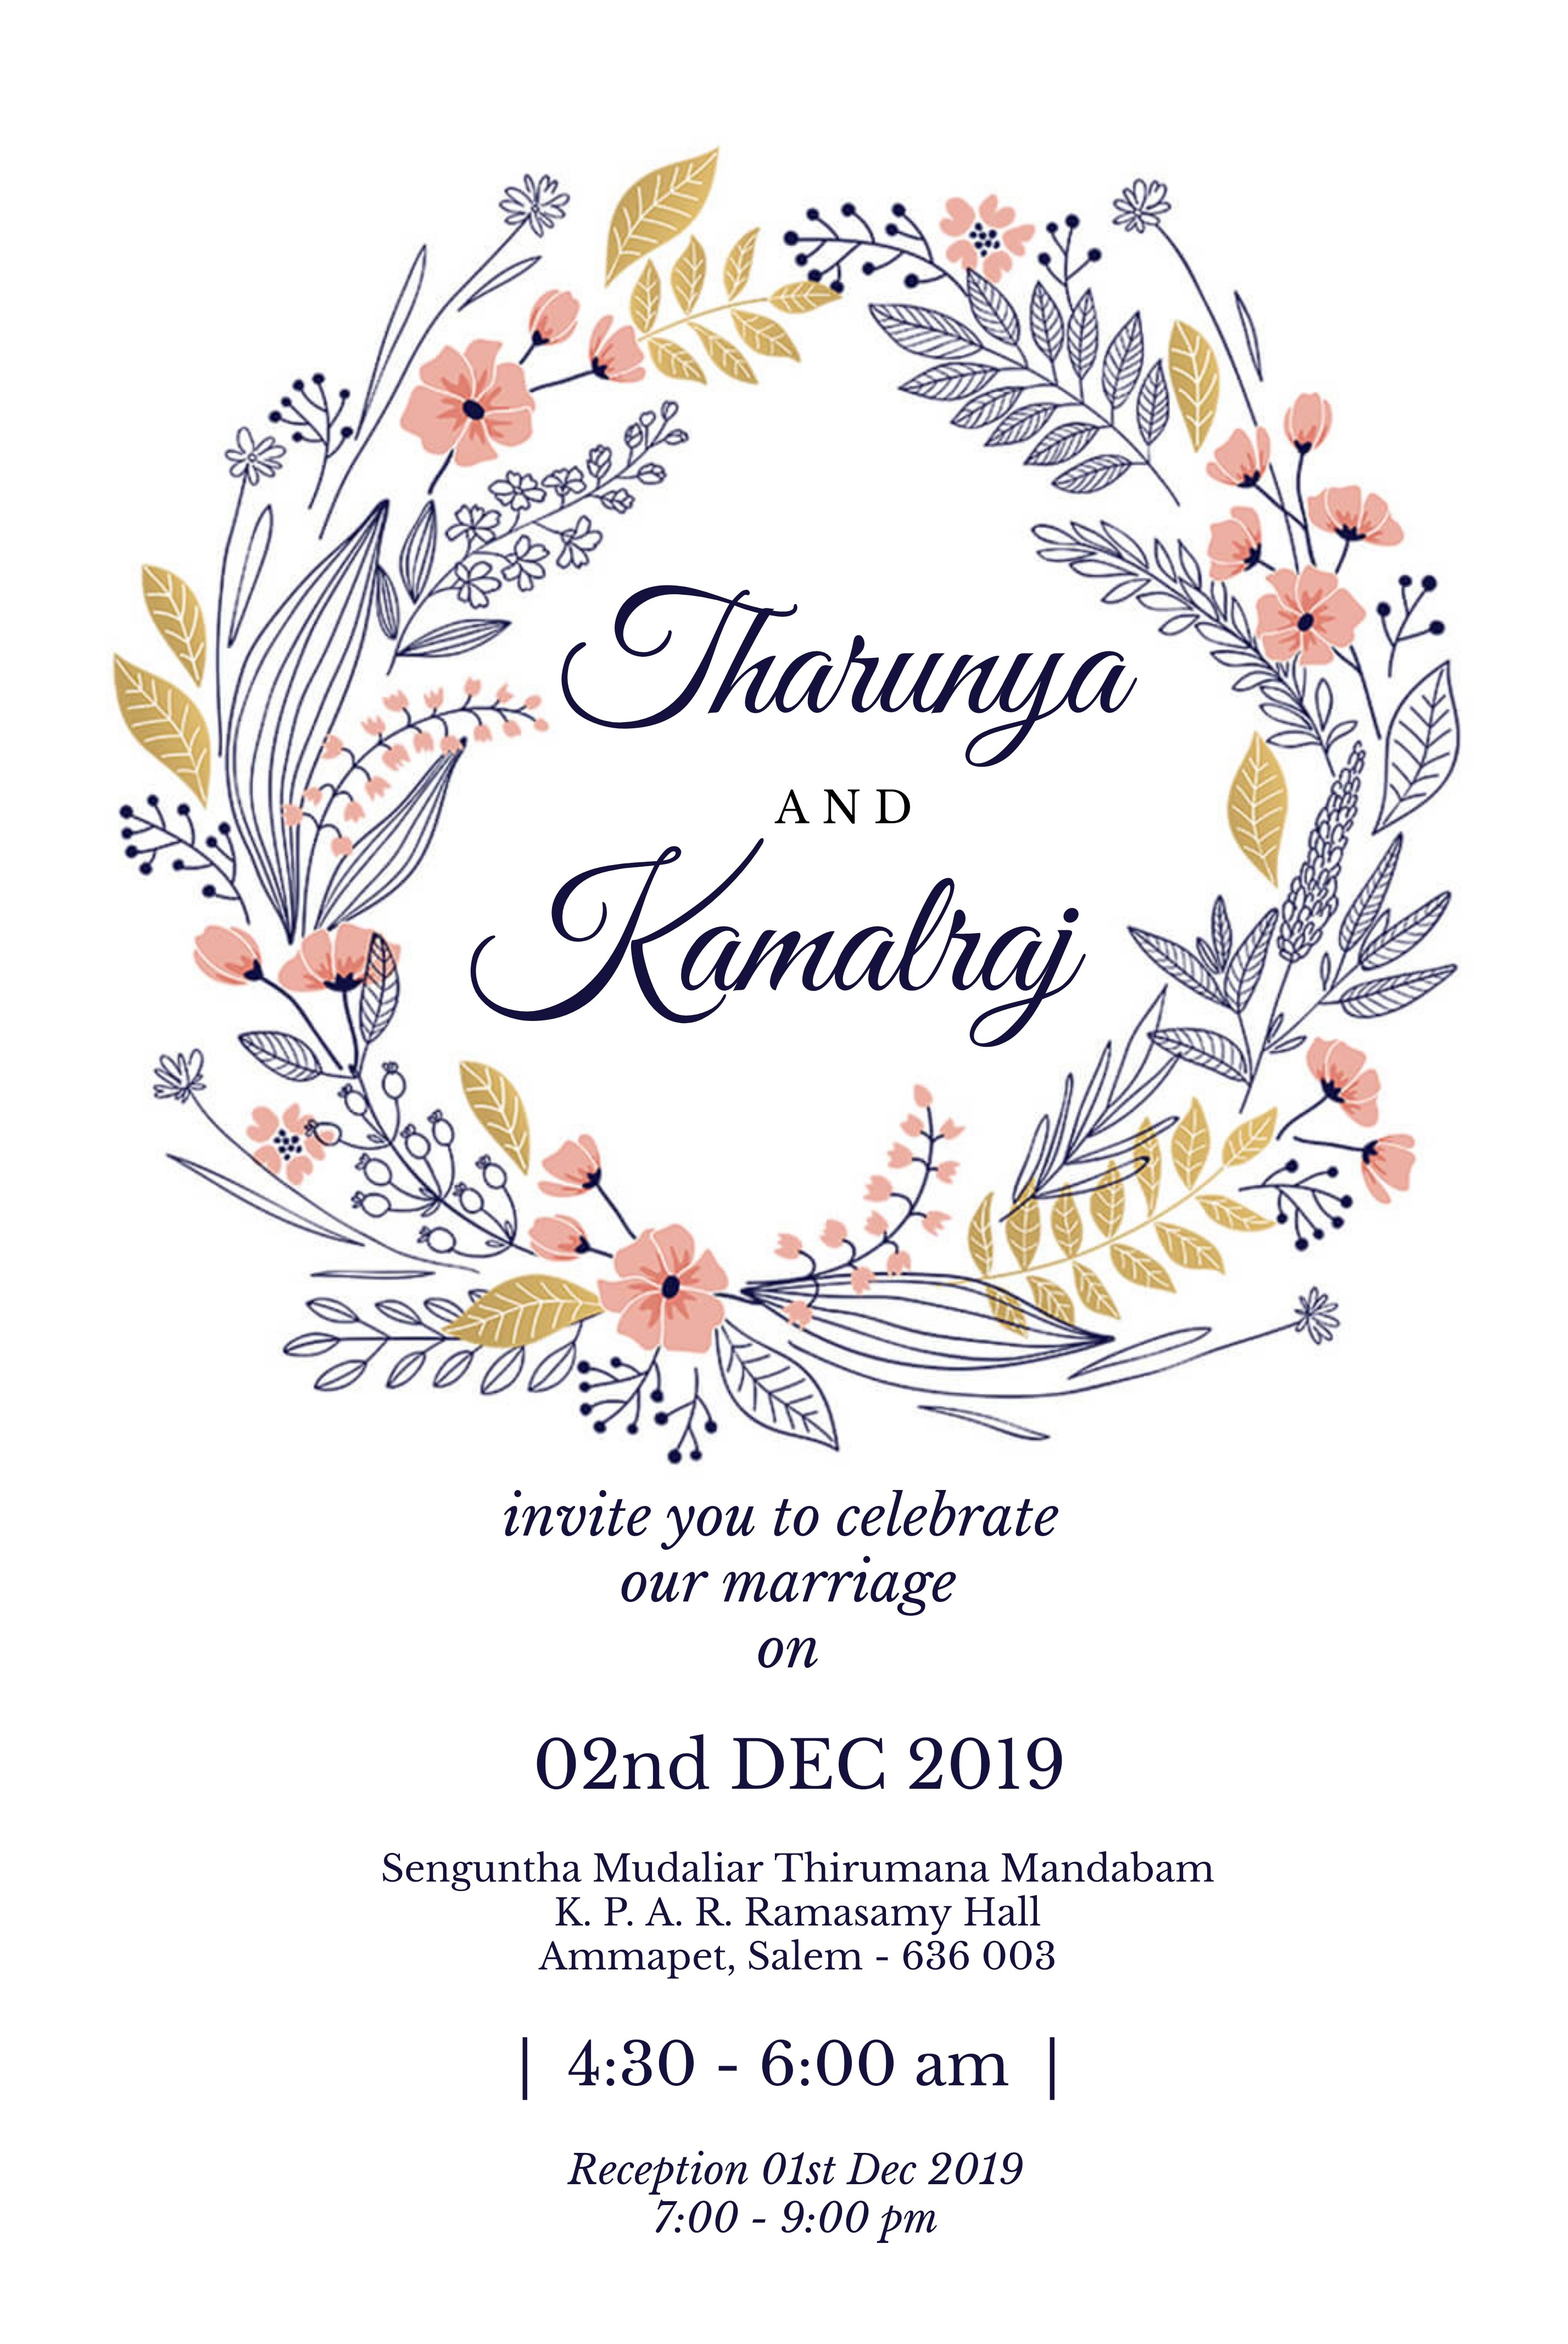 Tharunya
AND
Kamalraj
invite you to celebrate
our marriage
on
02nd DEC 2019
Senguntha Mudaliar Thirumana Mandabam
K. P. A. R. Ramasamy Hall
Ammapet, Salem - 636 003
| 4:30 - 6:00 am |
Reception 01st Dec 2019
7:00 - 9:00 pm